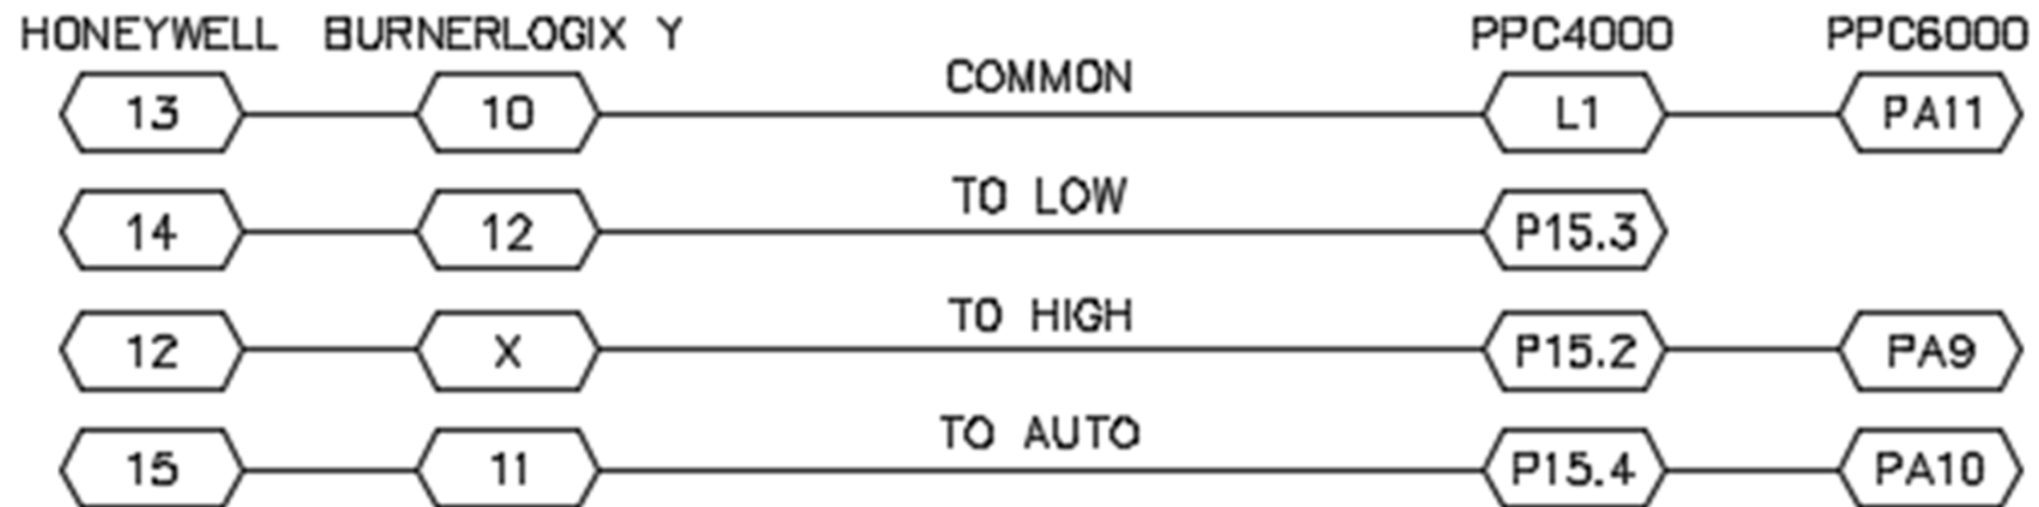 HONEYWELL BURNERLOGIX Y PPC4000 PPC6000
COMMON
13 10 L1 PA11
TO LOW
14 12 P15.3
TO HIGH
12 X P15.2 PA9
TO AUTO
15 11 P15.4 PA10